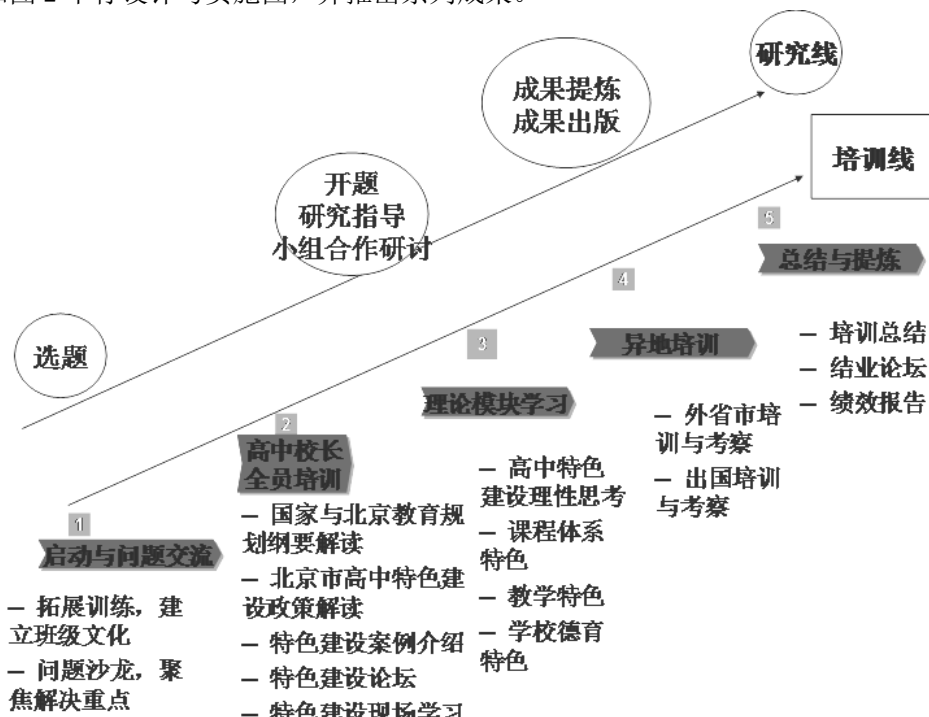 研究线
成果提炼
成果出版
培训线
开题
研究指导
小组合作研讨
选题
5
总结与提炼
— 培训总结
— 结业论坛
— 绩效报告
4
异地培训
— 外省市培
训与考察
— 出国培训
与考察
3
理论模块学习
— 高中特色
建设理性思考
— 课程体系
特色
— 教学特色
— 学校德育
特色
2
高中校长
全员培训
— 国家与北京教育规
划纲要解读
— 北京市高中特色建
设政策解读
— 特色建设案例介绍
— 特色建设论坛
— 特色建设现场学习
1
启动与问题交流
— 拓展训练，建
立班级文化
— 问题沙龙，聚
焦解决重点